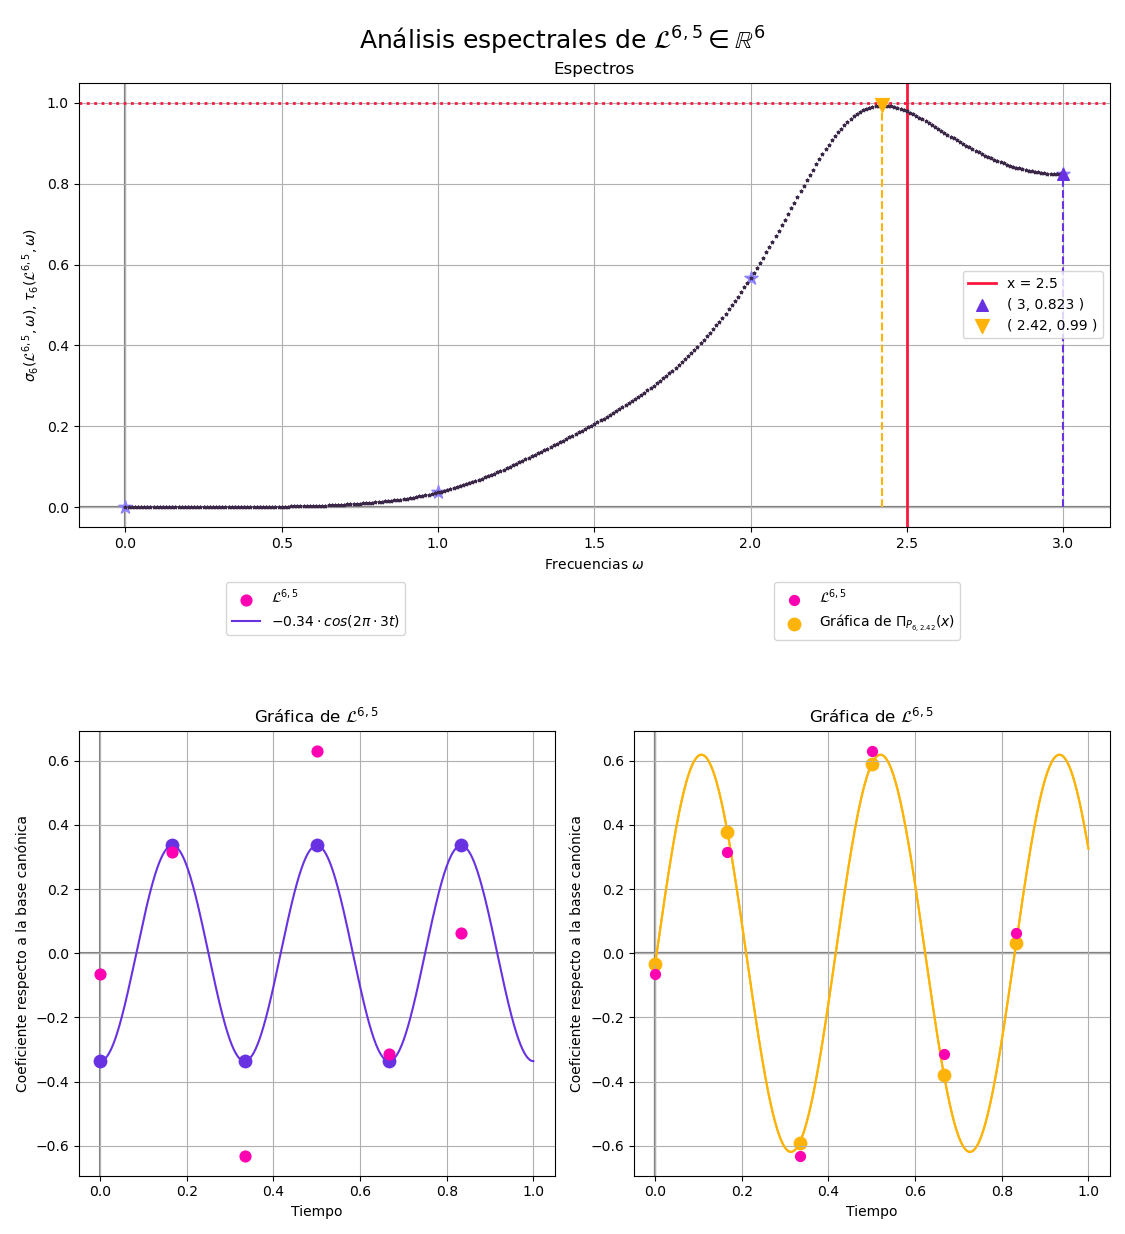 Análisis espectrales de ℒ^{6,5} ∈ ℝ^6
Espectros
σ_6(ℒ^{6,5}, ω), τ_6(ℒ^{6,5}, ω)
1.0
0.8
0.6
0.4
0.2
0.0
x = 2.5
( 3, 0.823 )
( 2.42, 0.99 )
0.0 0.5 1.0 1.5 2.0 2.5 3.0
Frecuencias ω
ℒ^{6,5}
−0.34 · cos(2π · 3t)
ℒ^{6,5}
Gráfica de Π_{P_{6, 2.42}}(x)
Gráfica de ℒ^{6,5}
Coeficiente respecto a la base canónica
0.6
0.4
0.2
0.0
−0.2
−0.4
−0.6
0.0 0.2 0.4 0.6 0.8 1.0
Tiempo
Gráfica de ℒ^{6,5}
Coeficiente respecto a la base canónica
0.6
0.4
0.2
0.0
−0.2
−0.4
−0.6
0.0 0.2 0.4 0.6 0.8 1.0
Tiempo